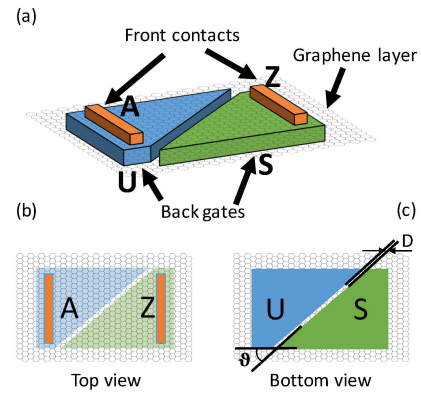 (a)
Front contacts
Graphene layer
A
Z
U
S
Back gates
(b)
(c)
D
A
Z
U
S
ϑ
Top view
Bottom view